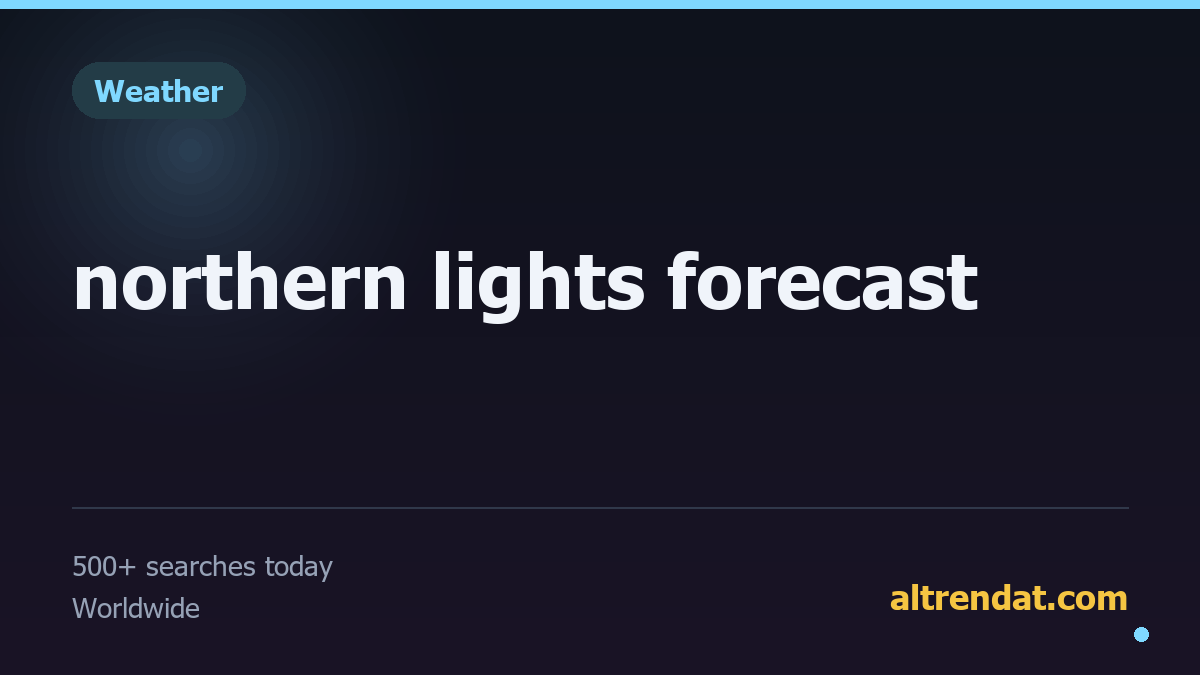 Weather
northern lights forecast
500+ searches today
Worldwide
altrendat.com